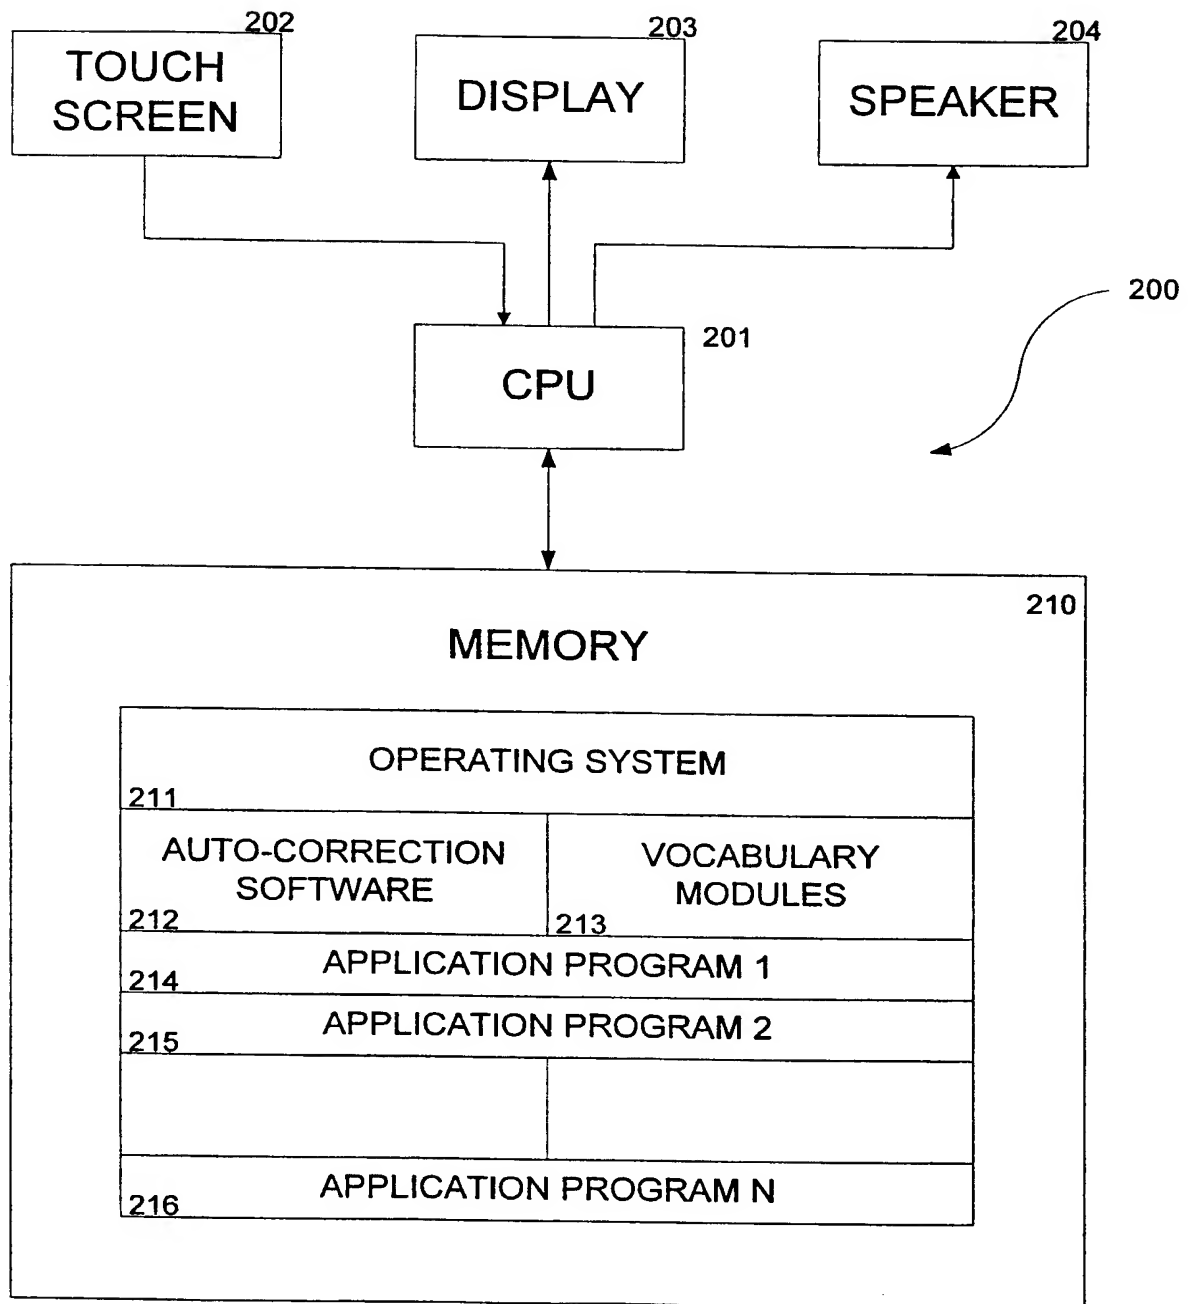 202
TOUCH
SCREEN
203
DISPLAY
204
SPEAKER
200
201
CPU
210
MEMORY
OPERATING SYSTEM
211
AUTO-CORRECTION
SOFTWARE
212
VOCABULARY
MODULES
213
APPLICATION PROGRAM 1
214
APPLICATION PROGRAM 2
215
APPLICATION PROGRAM N
216